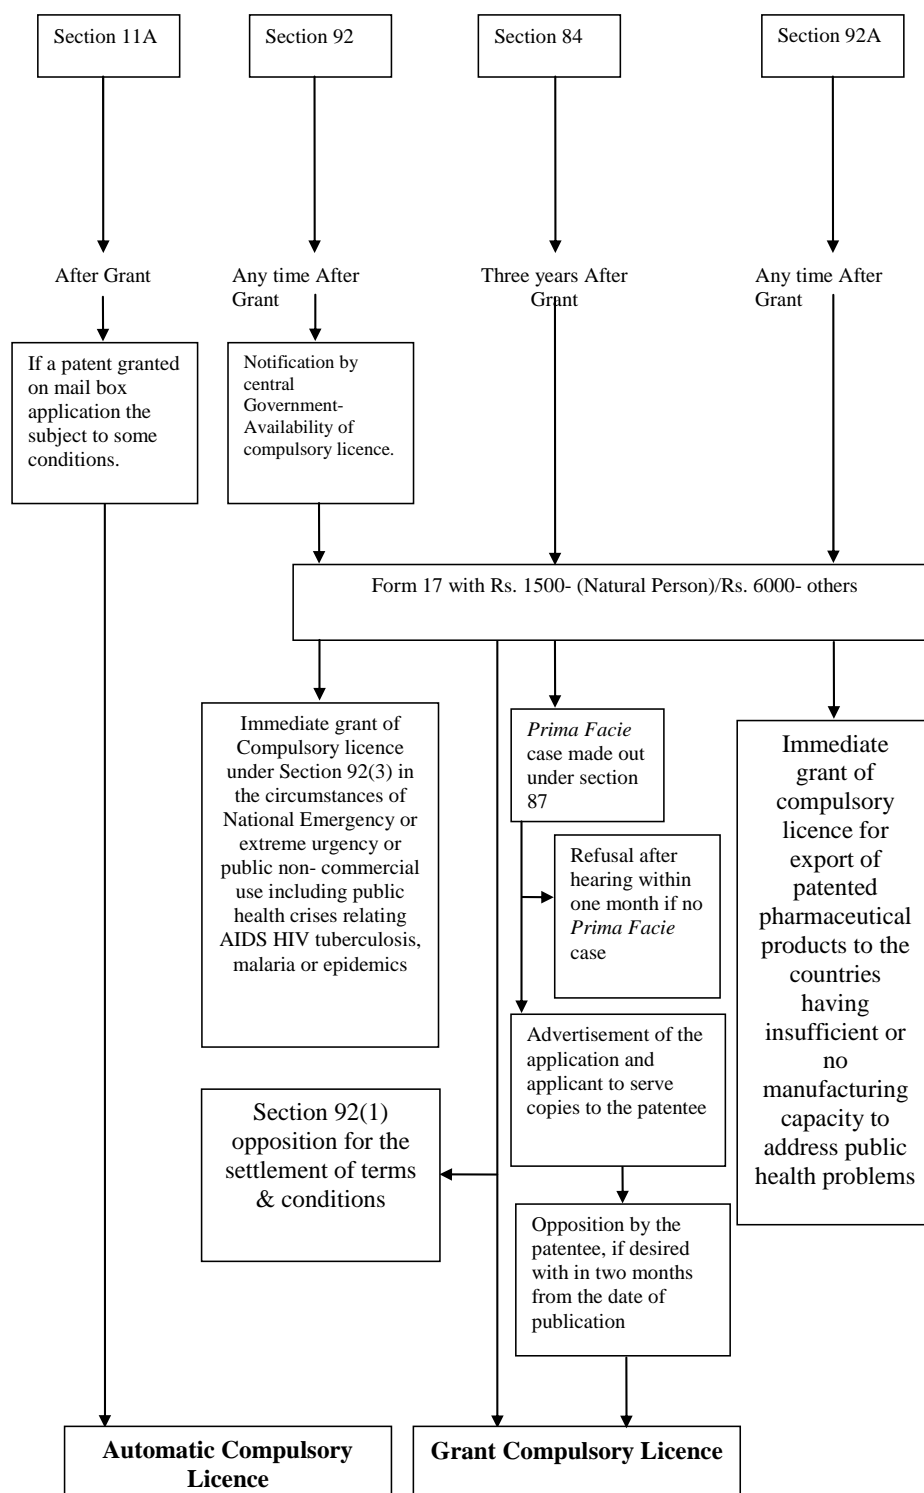 Section 11A
Section 92
Section 84
Section 92A
After Grant
Any time After
Grant
Three years After
Grant
Any time After
Grant
If a patent granted
on mail box
application the
subject to some
conditions.
Notification by
central
Government-
Availability of
compulsory licence.
Form 17 with Rs. 1500- (Natural Person)/Rs. 6000- others
Immediate grant of
Compulsory licence
under Section 92(3) in
the circumstances of
National Emergency or
extreme urgency or
public non- commercial
use including public
health crises relating
AIDS HIV tuberculosis,
malaria or epidemics
Prima Facie
case made out
under section
87
Refusal after
hearing within
one month if no
Prima Facie
case
Immediate
grant of
compulsory
licence for
export of
patented
pharmaceutical
products to the
countries
having
insufficient or
no
manufacturing
capacity to
address public
health problems
Advertisement of the
application and
applicant to serve
copies to the patentee
Section 92(1)
opposition for the
settlement of terms
& conditions
Opposition by the
patentee, if desired
with in two months
from the date of
publication
Automatic Compulsory
Licence
Grant Compulsory Licence